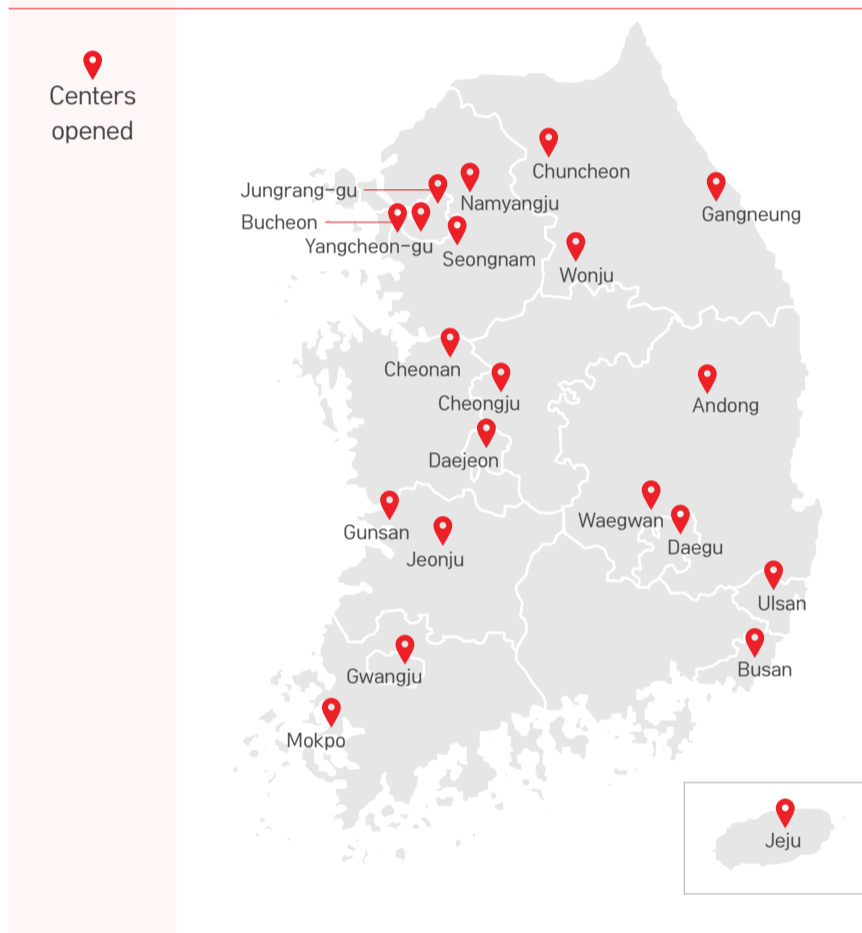 Centers
opened
Chuncheon
Jungrang-gu
Namyangju
Gangneung
Bucheon
Yangcheon-gu
Seongnam
Wonju
Cheonan
Cheongju
Andong
Daejeon
Waegwan
Gunsan
Daegu
Jeonju
Ulsan
Busan
Gwangju
Mokpo
Jeju